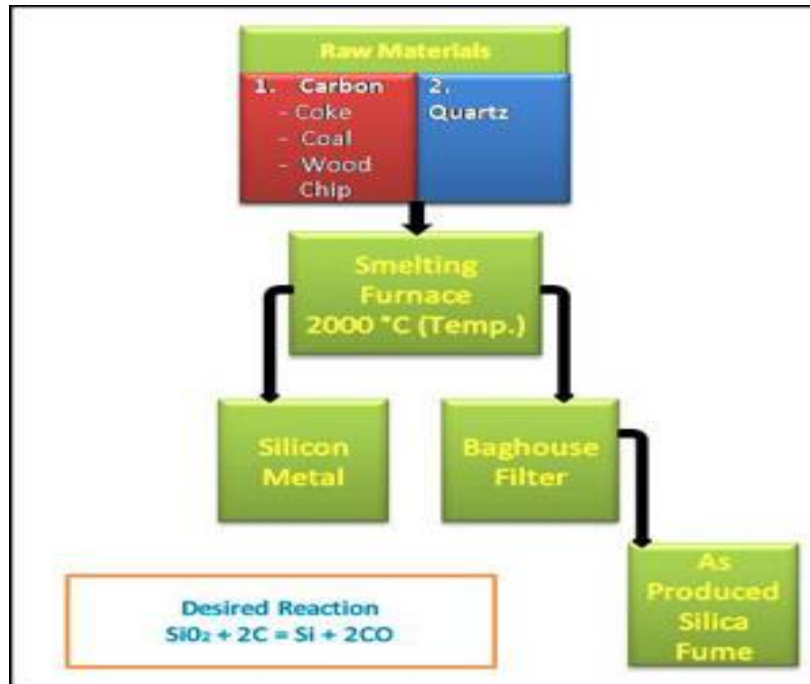 Raw Materials
1. Carbon
- Coke
- Coal
- Wood
Chip
2.
Quartz
Smelting
Furnace
2000 °C (Temp.)
Silicon
Metal
Baghouse
Filter
As
Produced
Silica
Fume
Desired Reaction
SiO₂ + 2C = Si + 2CO